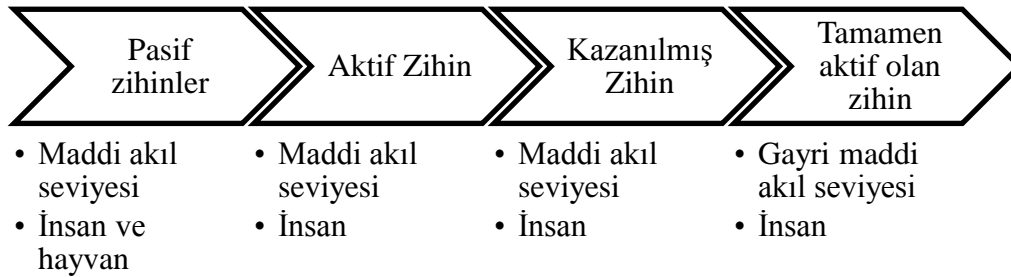 Pasif
zihinler
Aktif Zihin
Kazanılmış
Zihin
Tamamen
aktif olan
zihin
• Maddi akıl
seviyesi
• İnsan ve
hayvan
• Maddi akıl
seviyesi
• İnsan
• Maddi akıl
seviyesi
• İnsan
• Gayri maddi
akıl seviyesi
• İnsan